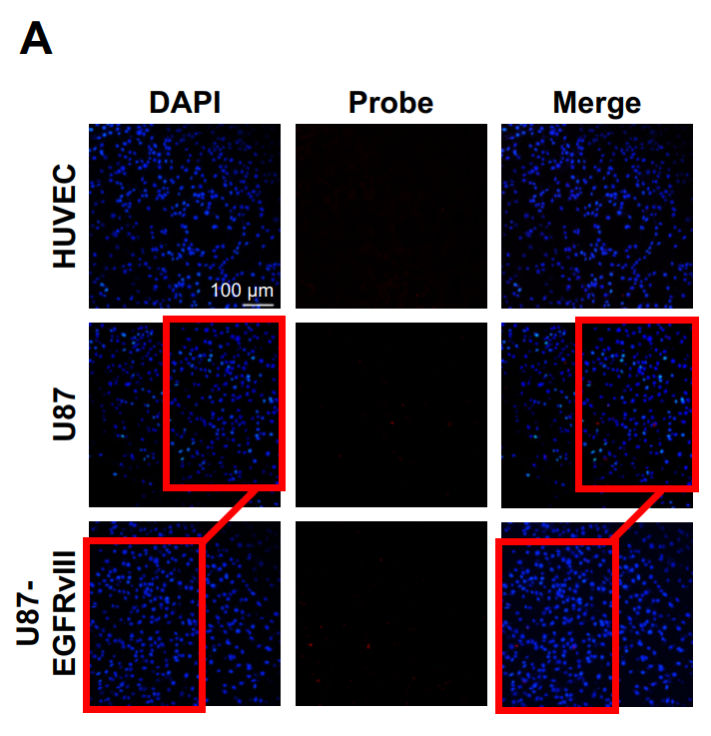 A
DAPI
Probe
Merge
HUVEC
100 µm
U87
U87-
EGFRvIII